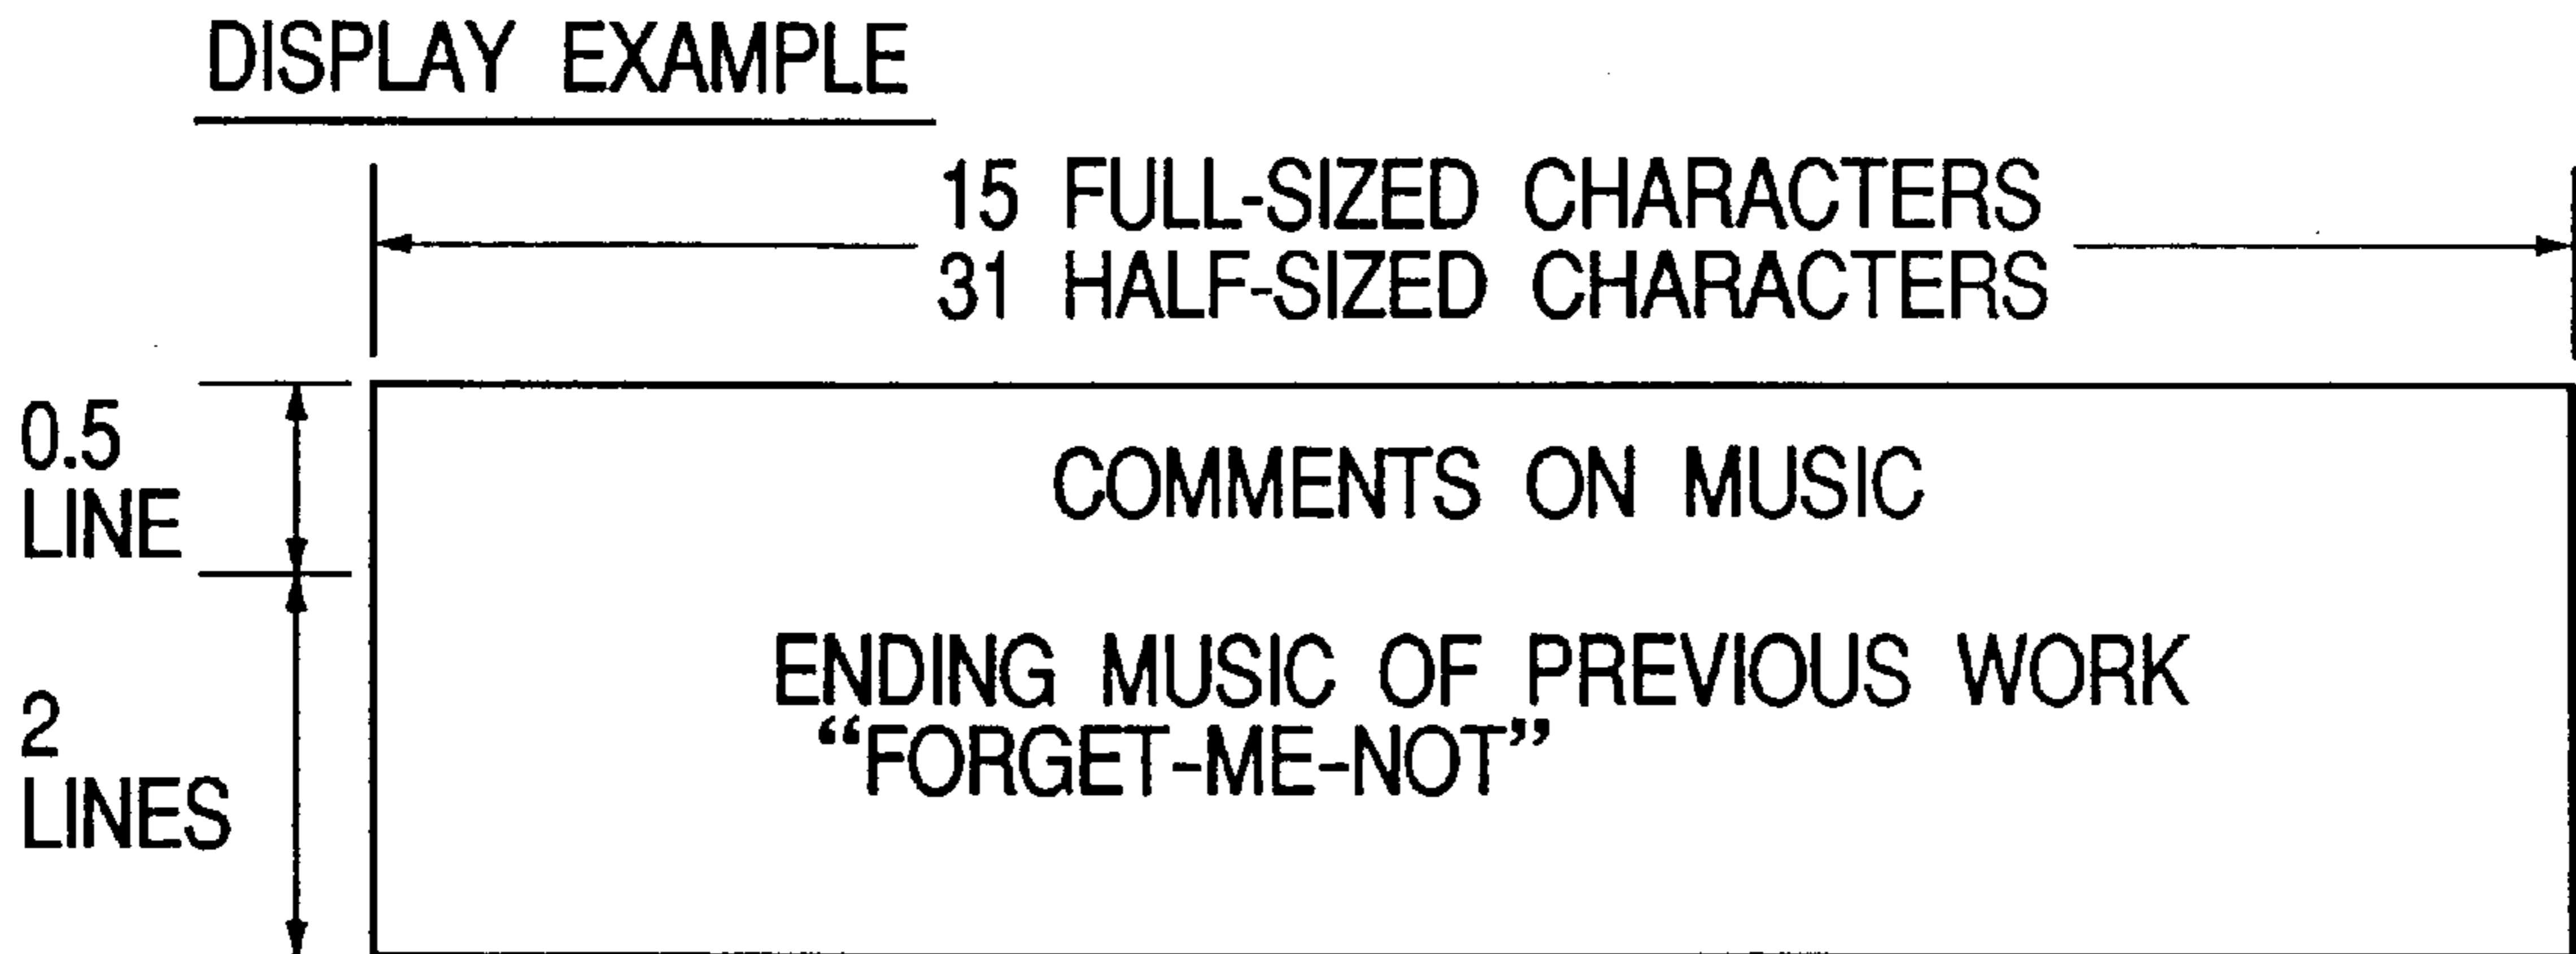 DISPLAY EXAMPLE
15 FULL-SIZED CHARACTERS
31 HALF-SIZED CHARACTERS
0.5
LINE
COMMENTS ON MUSIC
2
LINES
ENDING MUSIC OF PREVIOUS WORK
“FORGET-ME-NOT”